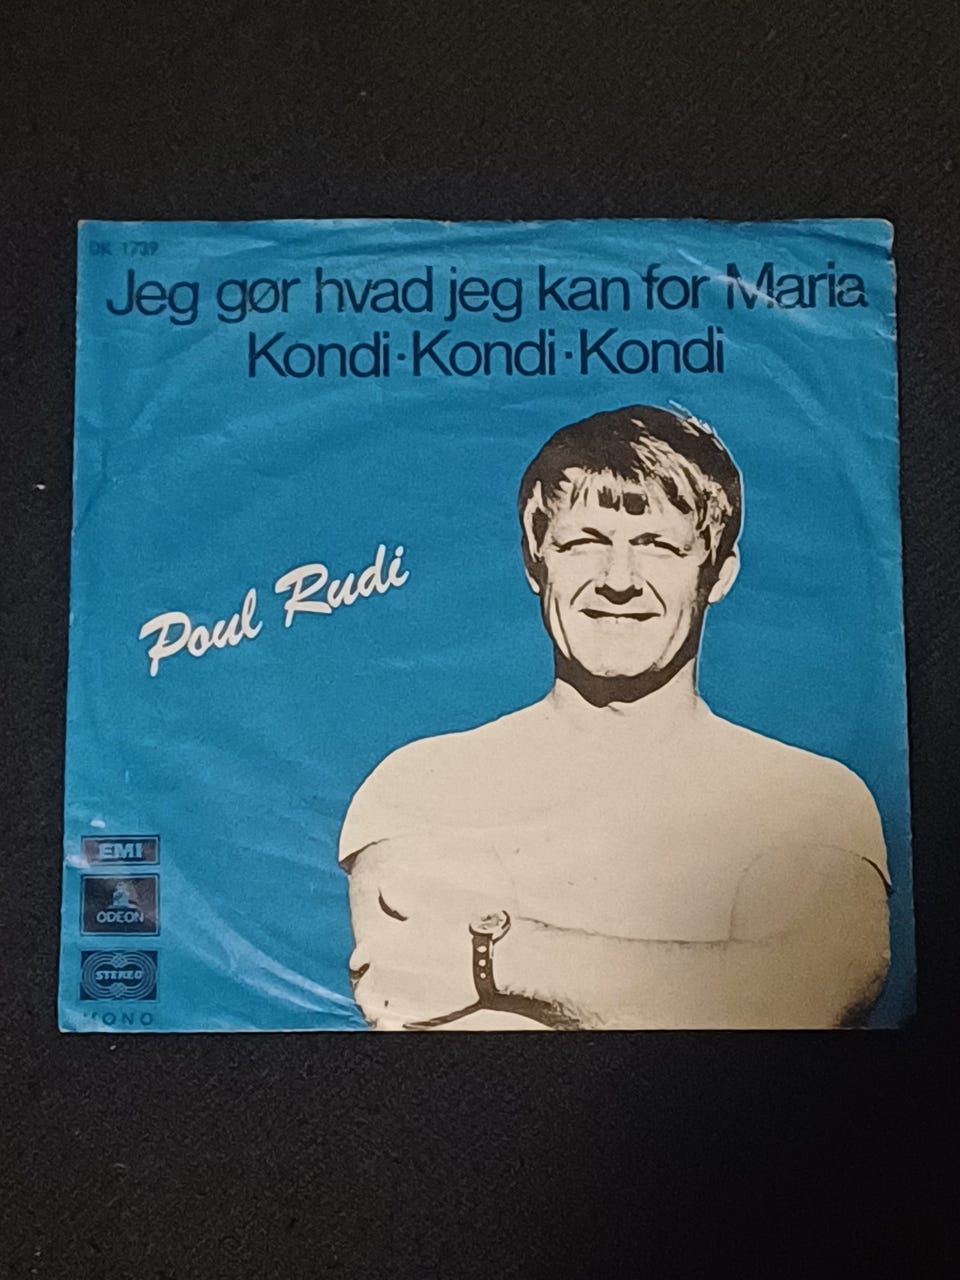 DK 1739
Jeg gør hvad jeg kan for Maria
Kondi·Kondi·Kondi
Poul Rudi
EMI
ODEON
STEREO
MONO